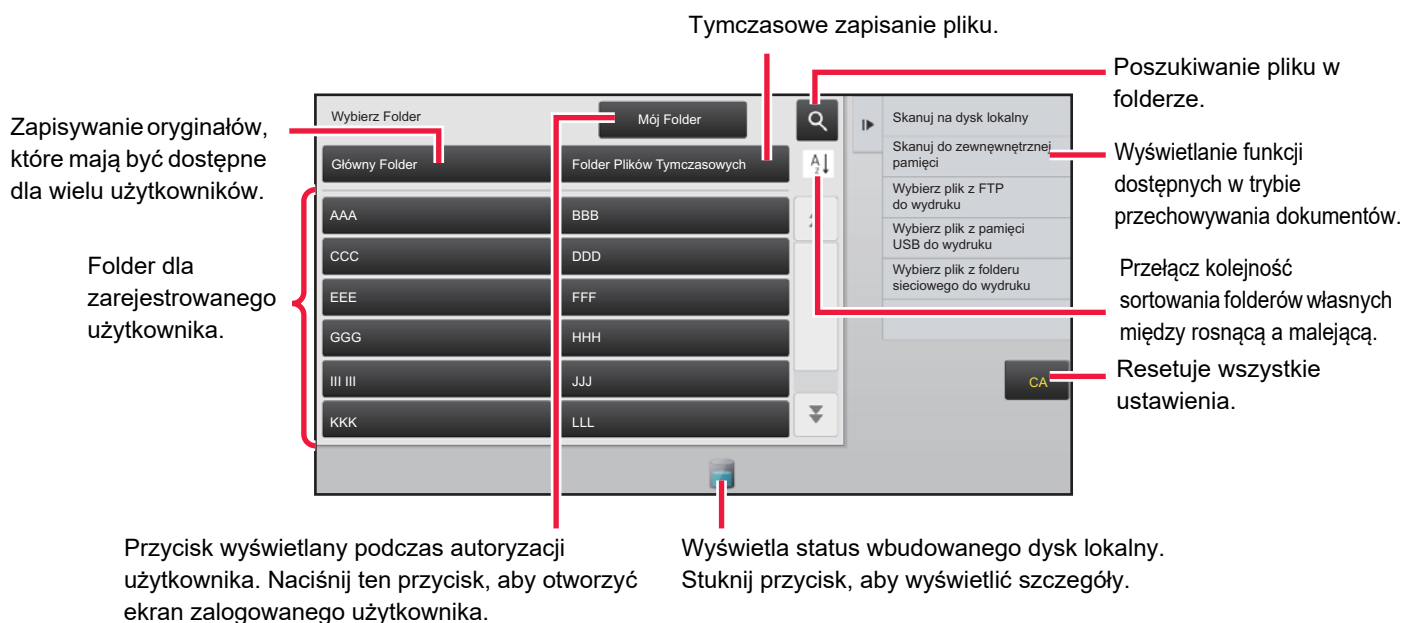 Tymczasowe zapisanie pliku.
Poszukiwanie pliku w
folderze.
Zapisywanie oryginałów,
które mają być dostępne
dla wielu użytkowników.
Folder dla
zarejestrowanego
użytkownika.
Wybierz Folder
Mój Folder
Główny Folder
Folder Plików Tymczasowych
A
z
AAA
BBB
CCC
DDD
EEE
FFF
GGG
HHH
III III
JJJ
KKK
LLL
Skanuj na dysk lokalny
Skanuj do zewnęwnętrznej
pamięci
Wybierz plik z FTP
do wydruku
Wybierz plik z pamięci
USB do wydruku
Wybierz plik z folderu
sieciowego do wydruku
CA
Wyświetlanie funkcji
dostępnych w trybie
przechowywania dokumentów.
Przełącz kolejność
sortowania folderów własnych
między rosnącą a malejącą.
Resetuje wszystkie
ustawienia.
Przycisk wyświetlany podczas autoryzacji
użytkownika. Naciśnij ten przycisk, aby otworzyć
ekran zalogowanego użytkownika.
Wyświetla status wbudowanego dysk lokalny.
Stuknij przycisk, aby wyświetlić szczegóły.